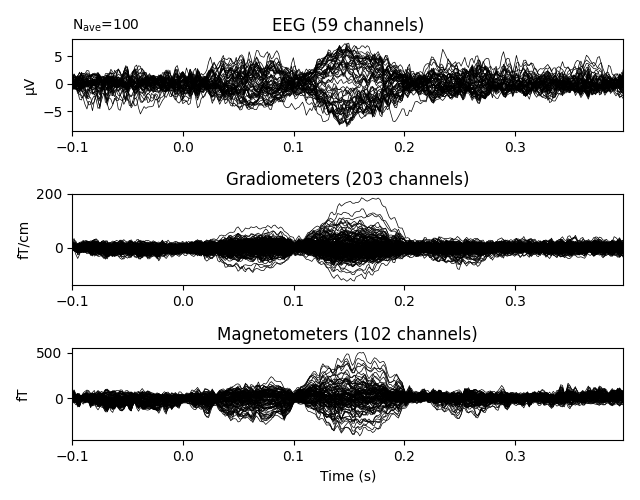 N_ave=100
EEG (59 channels)
5
0
−5
µV
−0.1 0.0 0.1 0.2 0.3
Gradiometers (203 channels)
200
0
fT/cm
−0.1 0.0 0.1 0.2 0.3
Magnetometers (102 channels)
500
0
fT
−0.1 0.0 0.1 0.2 0.3
Time (s)